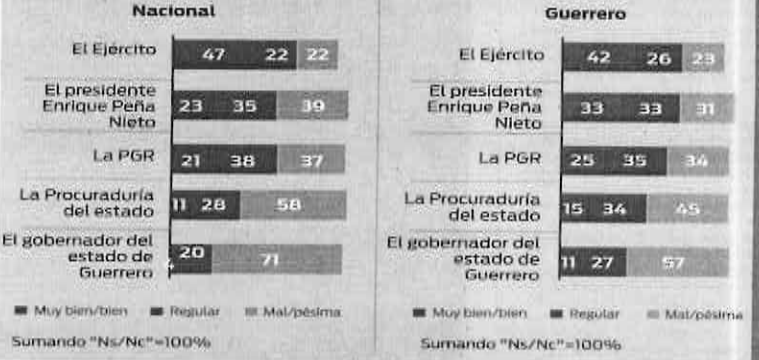 Nacional
El Ejército 47 22 22
El presidente
Enrique Peña
Nieto 23 35 39
La PGR 21 38 37
La Procuraduría
del estado 11 28 58
El gobernador del
estado de
Guerrero 20 71
Muy bien/bien Regular Mal/pésima
Sumando "Ns/Nc"=100%
Guerrero
El Ejército 42 26 23
El presidente
Enrique Peña
Nieto 33 33 31
La PGR 25 35 34
La Procuraduría
del estado 15 34 45
El gobernador del
estado de
Guerrero 11 27 57
Muy bien/bien Regular Mal/pésima
Sumando "Ns/Nc"=100%